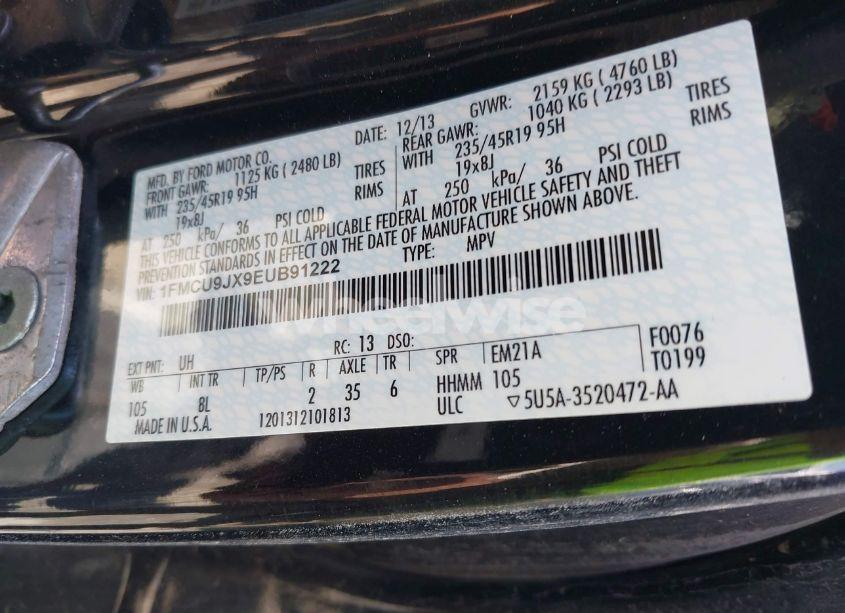 MFD. BY FORD MOTOR CO.
DATE: 12/13 GVWR: 2159 KG ( 4760 LB)
FRONT GAWR: 1125 KG ( 2480 LB) REAR GAWR: 1040 KG ( 2293 LB)
WITH 235/45R19 95H TIRES WITH 235/45R19 95H TIRES
19x8J RIMS 19x8J RIMS
AT 250 kPa/ 36 PSI COLD AT 250 kPa/ 36 PSI COLD
THIS VEHICLE CONFORMS TO ALL APPLICABLE FEDERAL MOTOR VEHICLE SAFETY AND THEFT
PREVENTION STANDARDS IN EFFECT ON THE DATE OF MANUFACTURE SHOWN ABOVE.
VIN: 1FMCU9JX9EUB91222 TYPE: MPV
wheelwise
EXT PNT: UH RC: 13 DSO:
WB INT TR TP/PS R AXLE TR SPR EM21A F0076
105 8L 2 35 6 HHMM 105 T0199
MADE IN U.S.A. 1201312101813 ULC ▽5U5A-3520472-AA